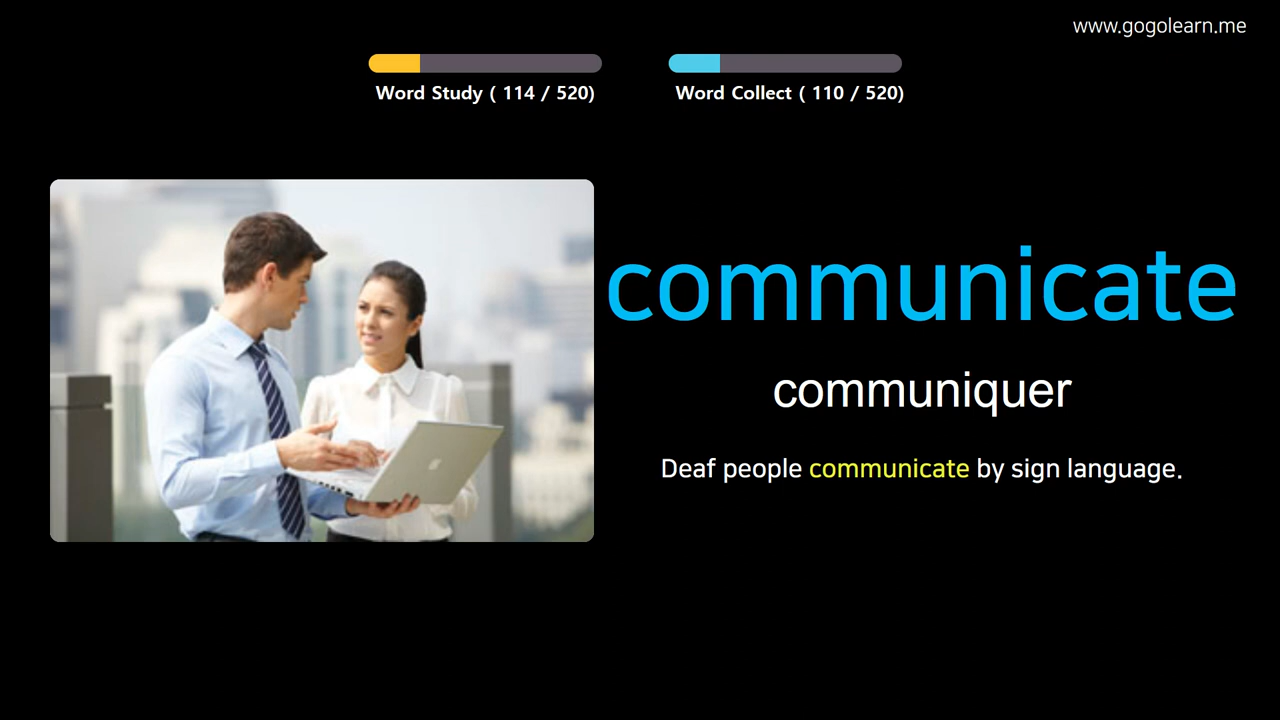 www.gogolearn.me
Word Study ( 114 / 520)
Word Collect ( 110 / 520)
communicate
communiquer
Deaf people communicate by sign language.